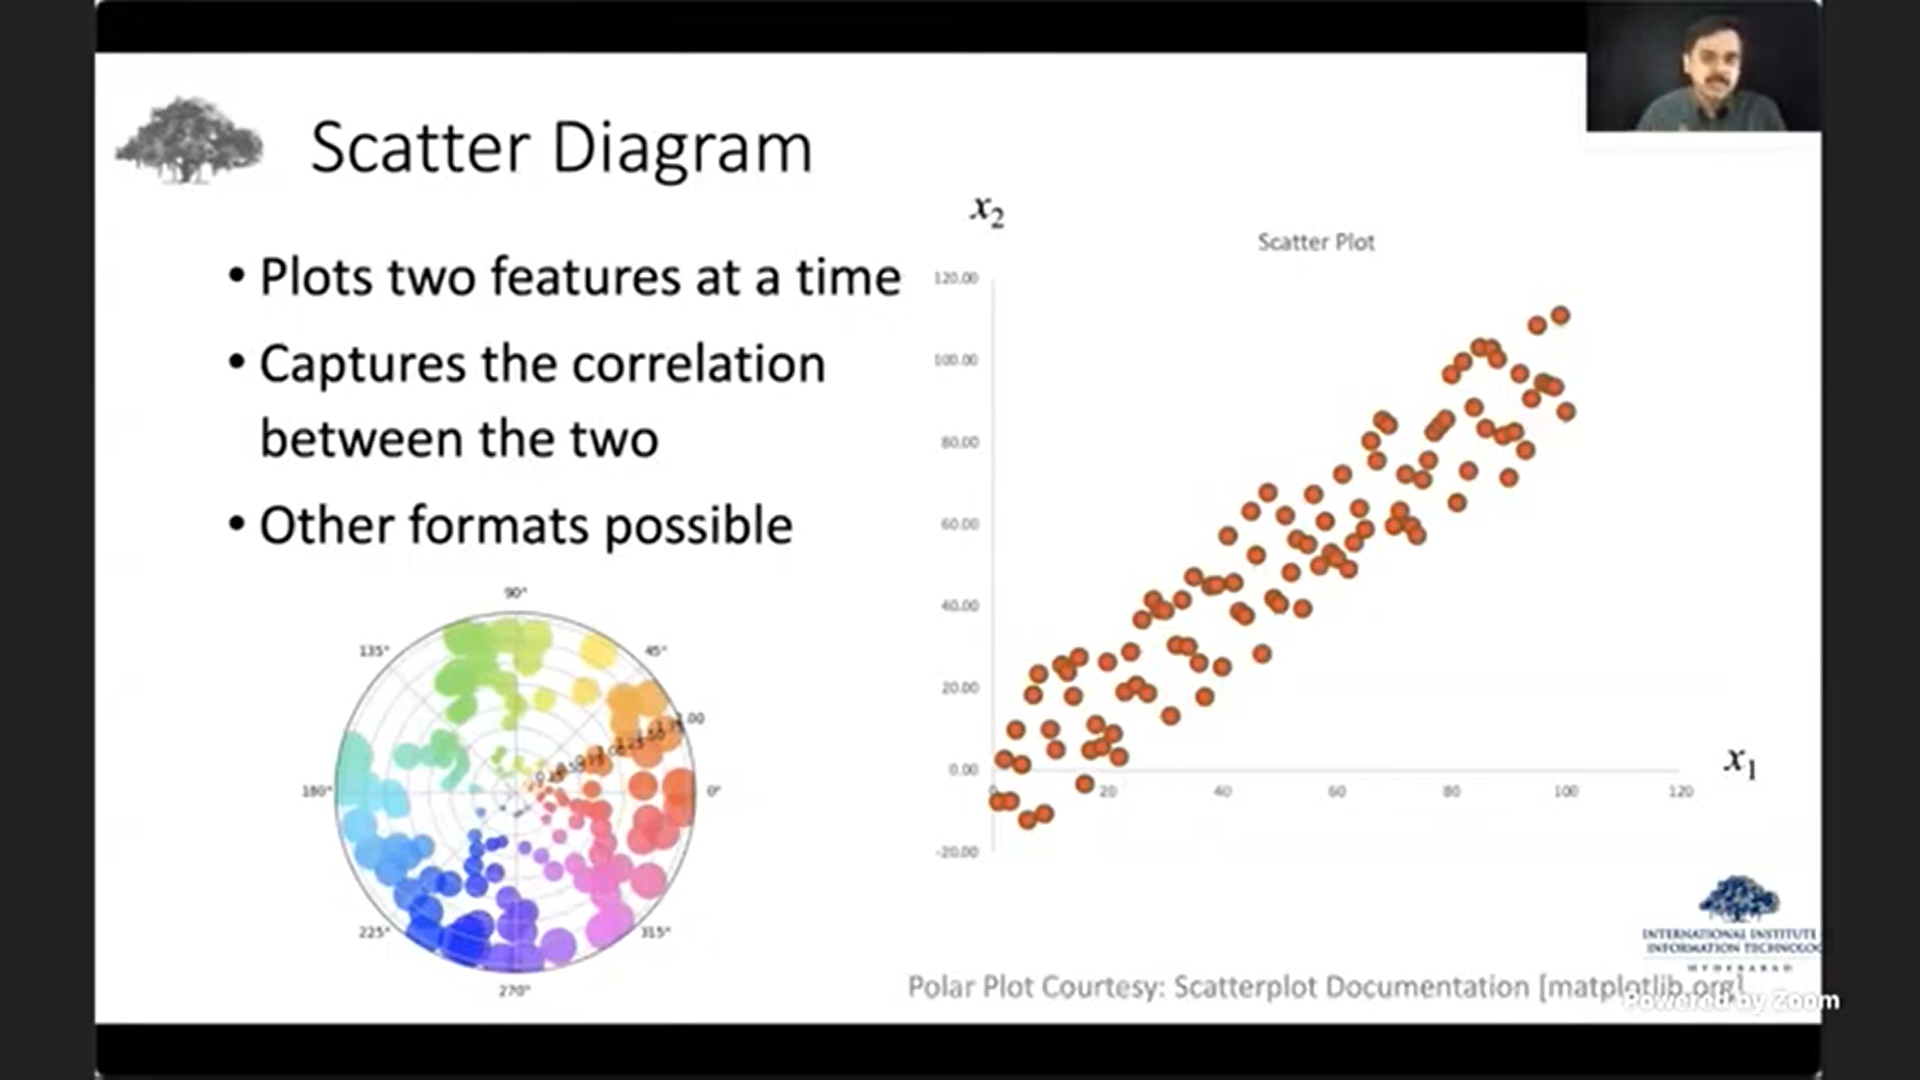 Scatter Diagram
• Plots two features at a time
• Captures the correlation
between the two
• Other formats possible
x2
Scatter Plot
120.00
100.00
80.00
60.00
40.00
20.00
0.00
-20.00
0 20 40 60 80 100 120
x1
90°
135°
45°
180°
0°
225°
315°
270°
INTERNATIONAL INSTITUTE
INFORMATION TECHNOLOG
HYDERABAD
Polar Plot Courtesy: Scatterplot Documentation [matplotlib.org]
Powered by Zoom